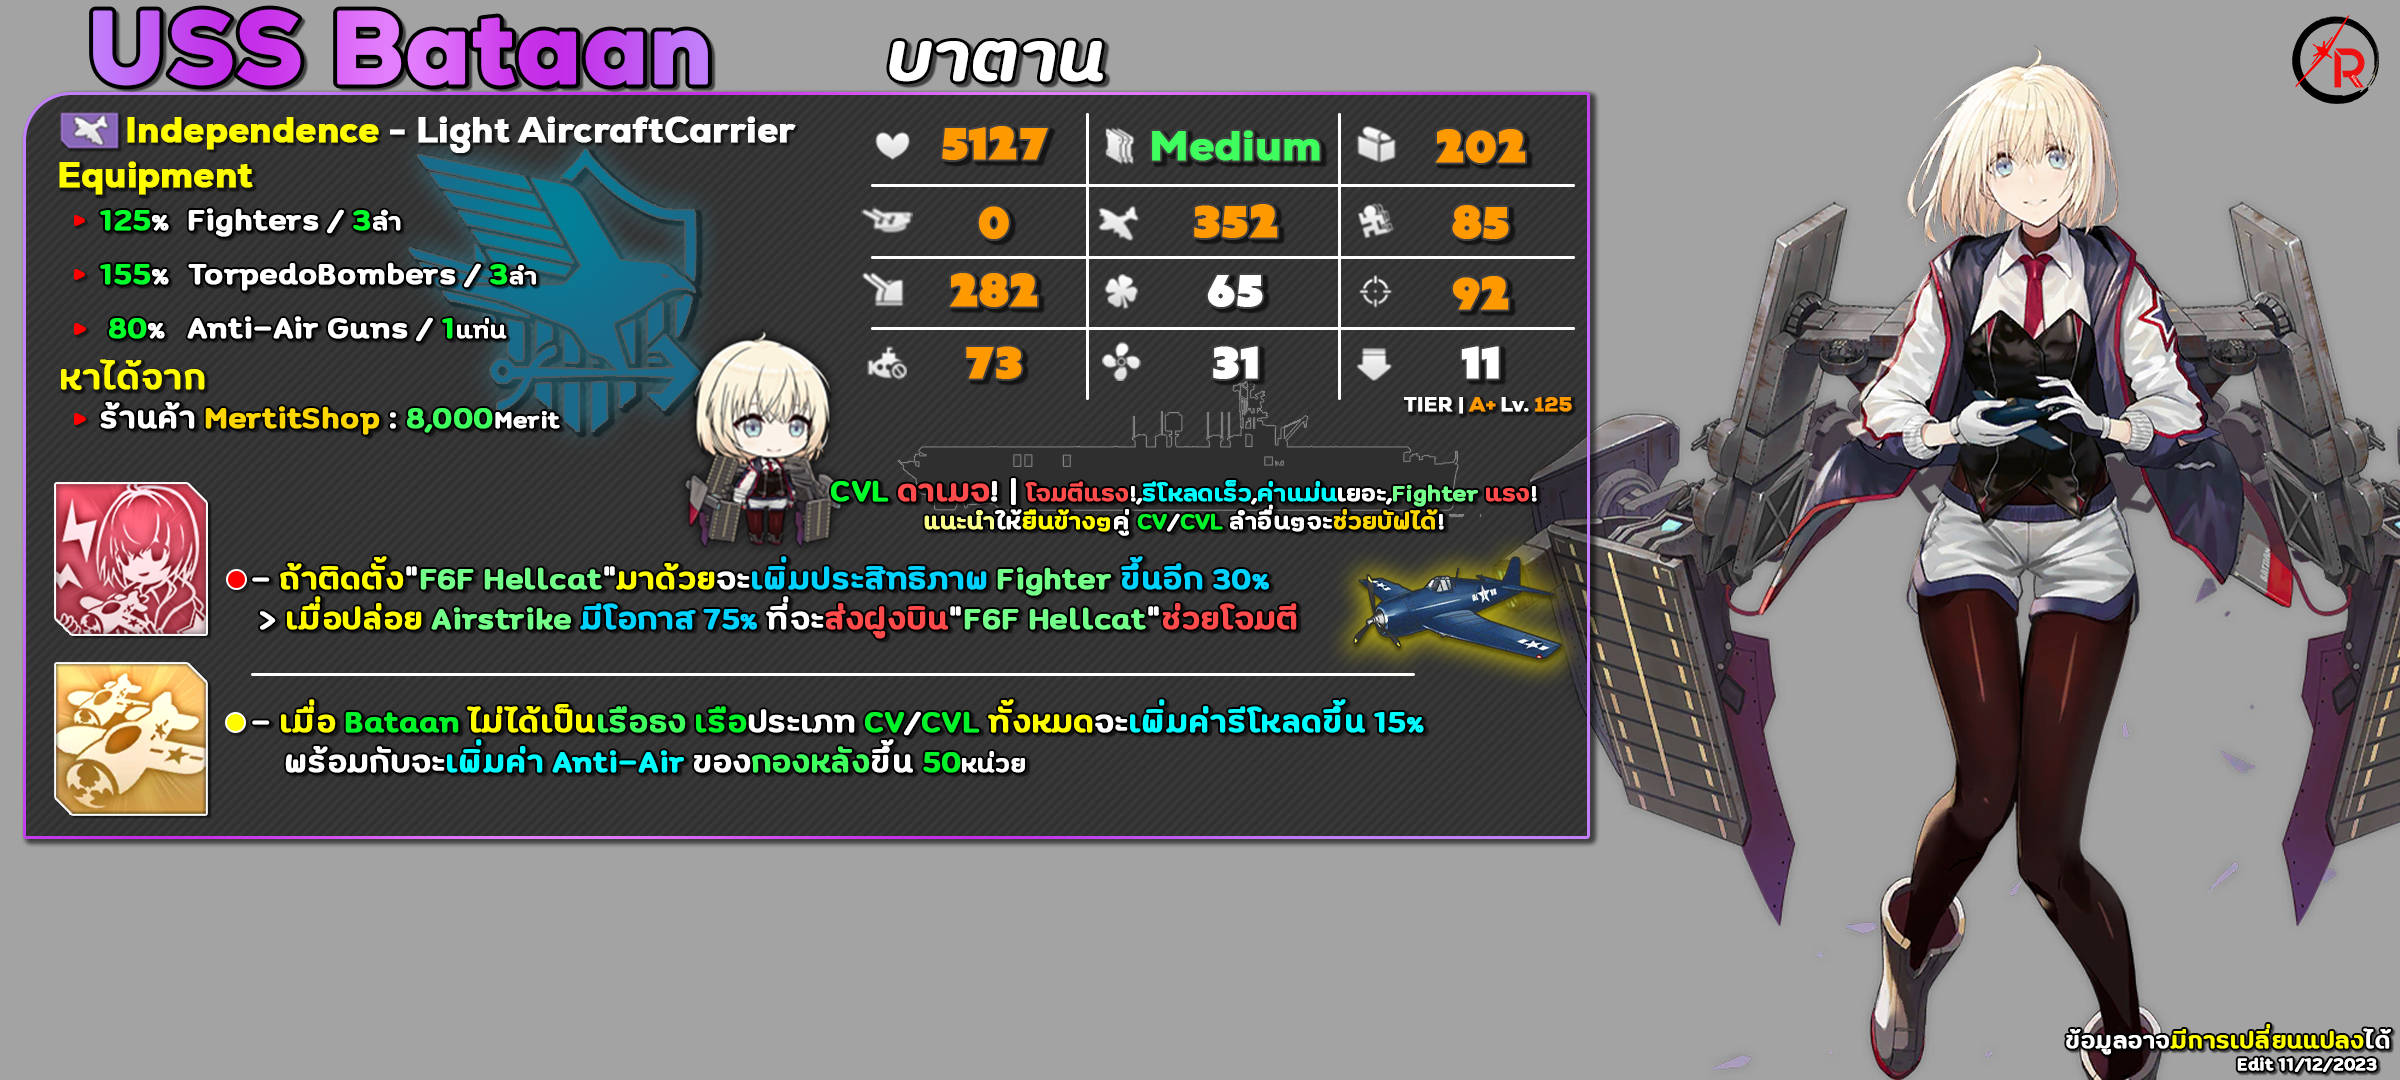 USS Bataan
บาตาน
Independence - Light AircraftCarrier
Equipment
125% Fighters / 3ลำ
155% TorpedoBombers / 3ลำ
80% Anti-Air Guns / 1แท่น
หาได้จาก
ร้านค้า MertitShop : 8,000Merit
5127 Medium 202
0 352 85
282 65 92
73 31 11
TIER | A+ Lv. 125
CVL ดาเมจ! | โจมตีแรง!,รีโหลดเร็ว,ค่าแม่นเยอะ,Fighter แรง!
แนะนำให้ยืนข้างๆคู่ CV/CVL ลำอื่นๆจะช่วยบัฟได้!
- ถ้าติดตั้ง"F6F Hellcat"มาด้วยจะเพิ่มประสิทธิภาพ Fighter ขึ้นอีก 30%
> เมื่อปล่อย Airstrike มีโอกาส 75% ที่จะส่งฝูงบิน"F6F Hellcat"ช่วยโจมตี
- เมื่อ Bataan ไม่ได้เป็นเรือธง เรือประเภท CV/CVL ทั้งหมดจะเพิ่มค่ารีโหลดขึ้น 15%
พร้อมกับจะเพิ่มค่า Anti-Air ของกองหลังขึ้น 50หน่วย
R
ข้อมูลอาจมีการเปลี่ยนแปลงได้
Edit 11/12/2023